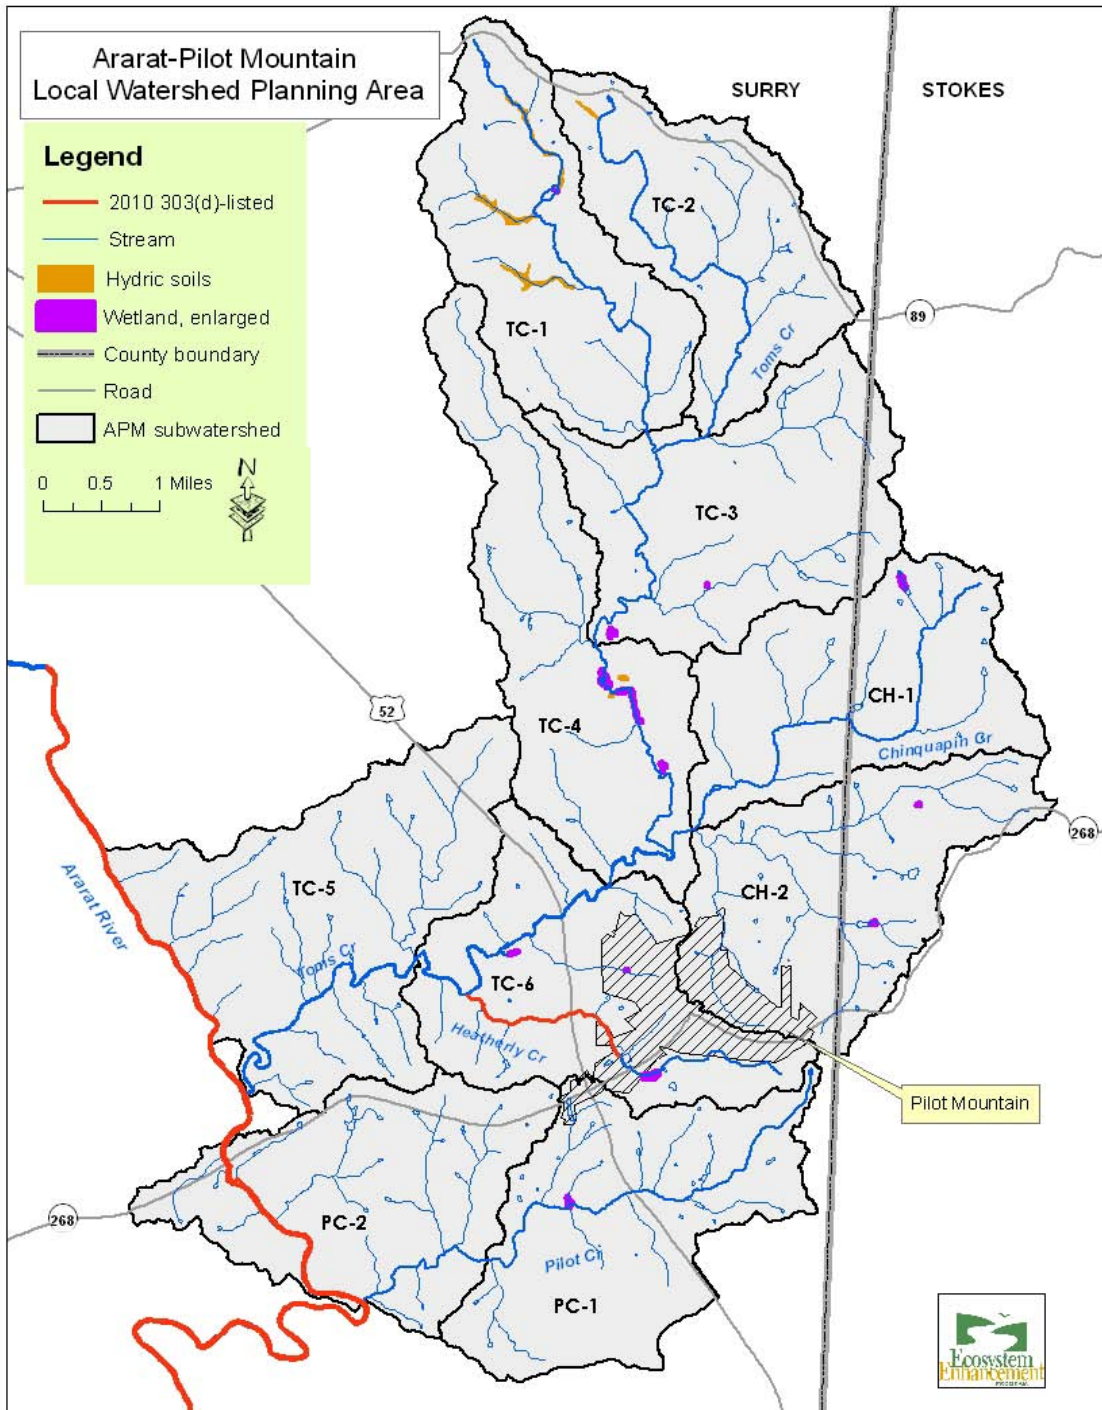 Ararat-Pilot Mountain
Local Watershed Planning Area
SURRY
STOKES
Legend
2010 303(d)-listed
Stream
Hydric soils
Wetland, enlarged
County boundary
Road
APM subwatershed
0 0.5 1 Miles
N
TC-2
TC-1
89
Toms Cr
TC-3
CH-1
52
TC-4
Chinquapin Cr
268
TC-5
CH-2
Ararat River
Toms Cr
TC-6
Heatherly Cr
Pilot Mountain
268
PC-2
Pilot Cr
PC-1
Ecosystem
Enhancement
PROGRAM